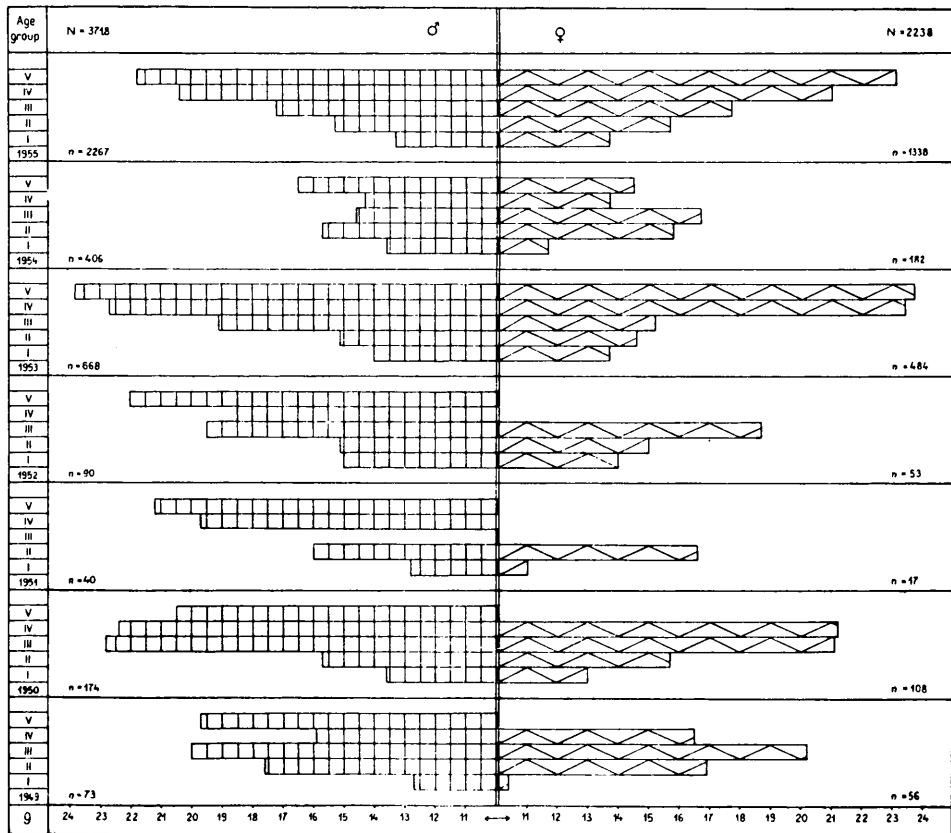 Age group N = 3718 ♂ ♀ N = 2238
V
IV
III
II
I
1955 n = 2267 n = 1338
V
IV
III
II
I
1954 n = 406 n = 182
V
IV
III
II
I
1953 n = 668 n = 484
V
IV
III
II
I
1952 n = 90 n = 53
V
IV
III
II
I
1951 n = 40 n = 17
V
IV
III
II
I
1950 n = 174 n = 108
V
IV
III
II
I
1949 n = 73 n = 56
g 24 23 22 21 20 19 18 17 16 15 14 13 12 11 ←→ 11 12 13 14 15 16 17 18 19 20 21 22 23 24